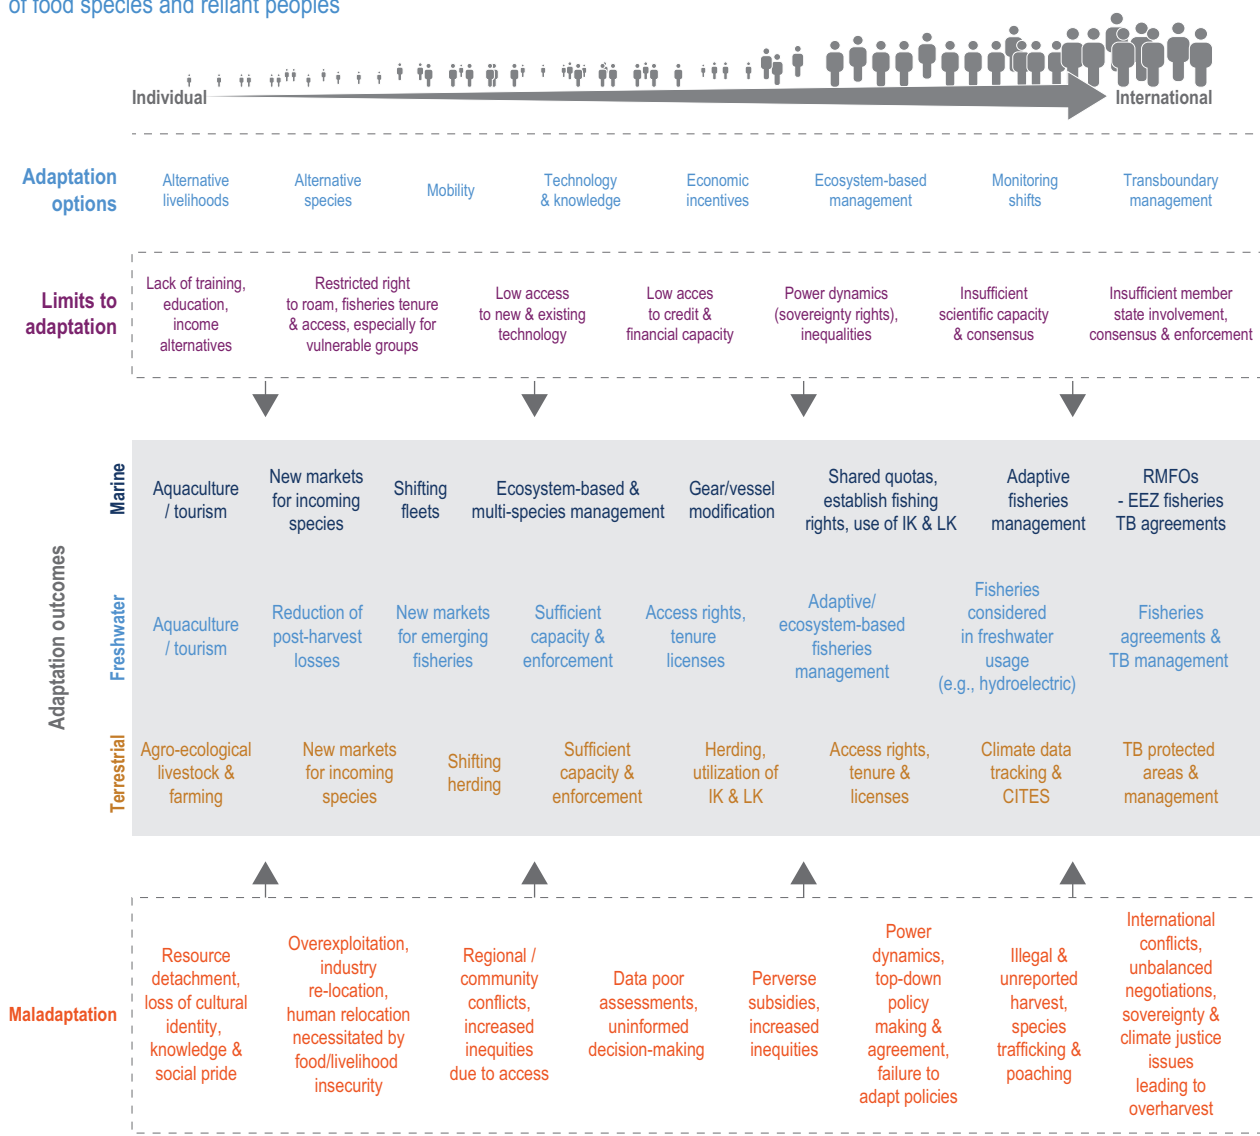 of food species and reliant peoples
Individual
International
Adaptation
options
Alternative
livelihoods
Alternative
species
Mobility
Technology
& knowledge
Economic
incentives
Ecosystem-based
management
Monitoring
shifts
Transboundary
management
Limits to
adaptation
Lack of training,
education,
income
alternatives
Restricted right
to roam, fisheries tenure
& access, especially for
vulnerable groups
Low access
to new & existing
technology
Low acces
to credit &
financial capacity
Power dynamics
(sovereignty rights),
inequalities
Insufficient
scientific capacity
& consensus
Insufficient member
state involvement,
consensus & enforcement
Adaptation outcomes
Marine
Aquaculture
/ tourism
New markets
for incoming
species
Shifting
fleets
Ecosystem-based &
multi-species management
Gear/vessel
modification
Shared quotas,
establish fishing
rights, use of IK & LK
Adaptive
fisheries
management
RMFOs
- EEZ fisheries
TB agreements
Freshwater
Aquaculture
/ tourism
Reduction of
post-harvest
losses
New markets
for emerging
fisheries
Sufficient
capacity &
enforcement
Access rights,
tenure
licenses
Adaptive/
ecosystem-based
fisheries
management
Fisheries
considered
in freshwater
usage
(e.g., hydroelectric)
Fisheries
agreements &
TB management
Terrestrial
Agro-ecological
livestock &
farming
New markets
for incoming
species
Shifting
herding
Sufficient
capacity &
enforcement
Herding,
utilization of
IK & LK
Access rights,
tenure &
licenses
Climate data
tracking &
CITES
TB protected
areas &
management
Maladaptation
Resource
detachment,
loss of cultural
identity,
knowledge &
social pride
Overexploitation,
industry
re-location,
human relocation
necessitated by
food/livelihood
insecurity
Regional /
community
conflicts,
increased
inequities
due to access
Data poor
assessments,
uninformed
decision-making
Perverse
subsidies,
increased
inequities
Power
dynamics,
top-down
policy
making &
agreement,
failure to
adapt policies
Illegal &
unreported
harvest,
species
trafficking &
poaching
International
conflicts,
unbalanced
negotiations,
sovereignty &
climate justice
issues
leading to
overharvest